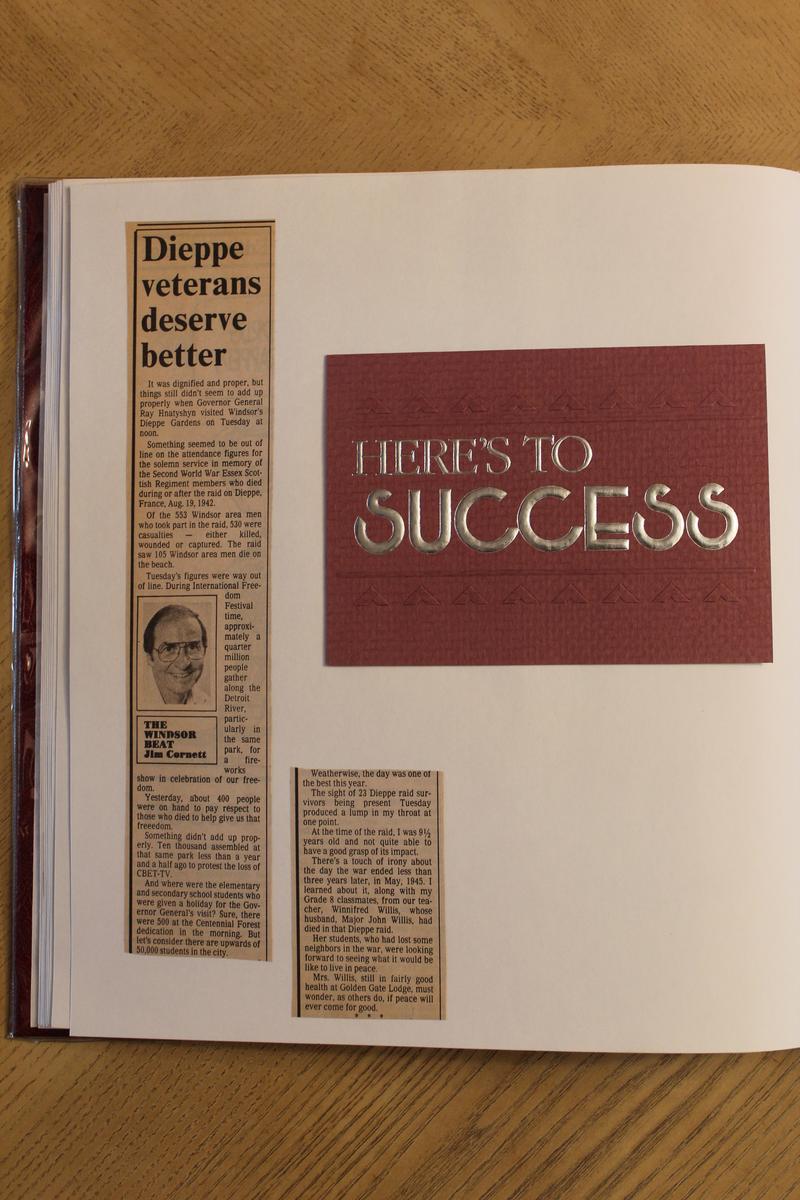 Dieppe
veterans
deserve
better
It was dignified and proper, but
things still didn't seem to add up
properly when Governor General
Ray Hnatyshyn visited Windsor's
Dieppe Gardens on Tuesday at
noon.
Something seemed to be out of
line on the attendance figures for
the solemn service in memory of
the Second World War Essex Scot-
tish Regiment members who died
during or after the raid on Dieppe,
France, Aug. 19, 1942.
Of the 553 Windsor area men
who took part in the raid, 530 were
casualties — either killed,
wounded or captured. The raid
saw 105 Windsor area men die on
the beach.
Tuesday's figures were way out
of line. During International Free-
dom
Festival
time,
approxi-
mately a
quarter
million
people
gather
along the
Detroit
River,
partic-
ularly in
the same
park, for
a fire-
works
show in celebration of our free-
dom.
THE
WINDSOR
BEAT
Jim Cornett
Yesterday, about 400 people
were on hand to pay respect to
those who died to help give us that
freeedom.
Something didn't add up prop-
erly. Ten thousand assembled at
that same park less than a year
and a half ago to protest the loss of
CBET-TV.
And where were the elementary
and secondary school students who
were given a holiday for the Gov-
ernor General's visit? Sure, there
were 500 at the Centennial Forest
dedication in the morning. But
let's consider there are upwards of
50,000 students in the city.
Weatherwise, the day was one of
the best this year.
The sight of 23 Dieppe raid sur-
vivors being present Tuesday
produced a lump in my throat at
one point.
At the time of the raid, I was 9½
years old and not quite able to
have a good grasp of its impact.
There's a touch of irony about
the day the war ended less than
three years later, in May, 1945. I
learned about it, along with my
Grade 8 classmates, from our tea-
cher, Winnifred Willis, whose
husband, Major John Willis, had
died in that Dieppe raid.
Her students, who had lost some
neighbors in the war, were looking
forward to seeing what it would be
like to live in peace.
Mrs. Willis, still in fairly good
health at Golden Gate Lodge, must
wonder, as others do, if peace will
ever come for good.
* * *
HERE'S TO
SUCCESS